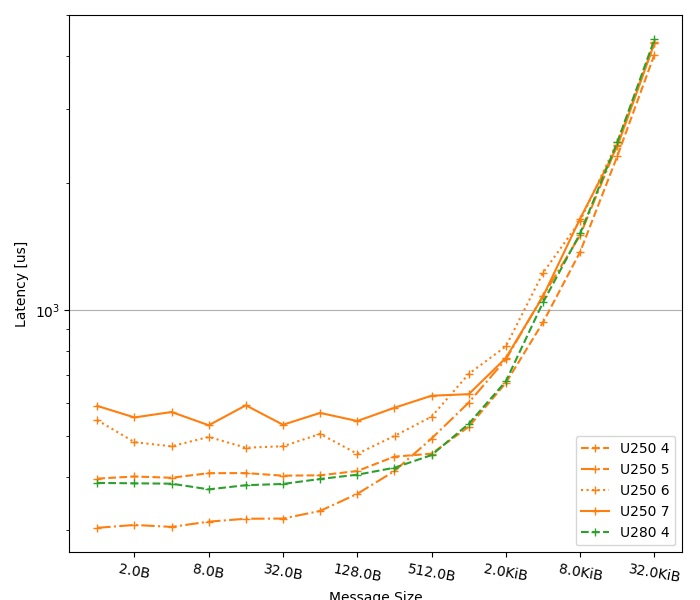 Latency [us]
10³
2.0B
8.0B
32.0B
128.0B
512.0B
2.0KiB
8.0KiB
32.0KiB
Message Size
U250 4
U250 5
U250 6
U250 7
U280 4